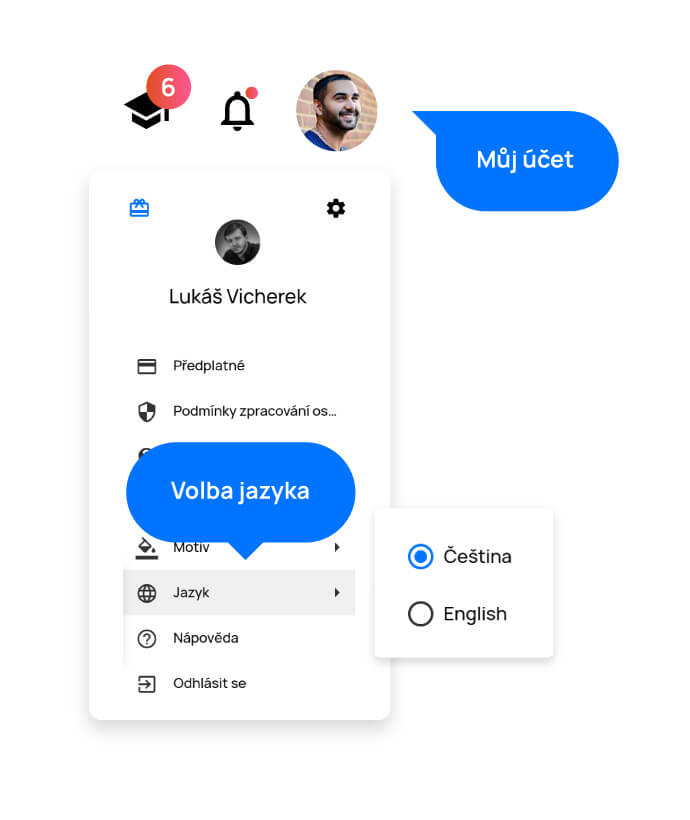 6
Můj účet
Lukáš Vicherek
Předplatné
Podmínky zpracování os...
Volba jazyka
Motiv
Jazyk
Čeština
English
Nápověda
Odhlásit se